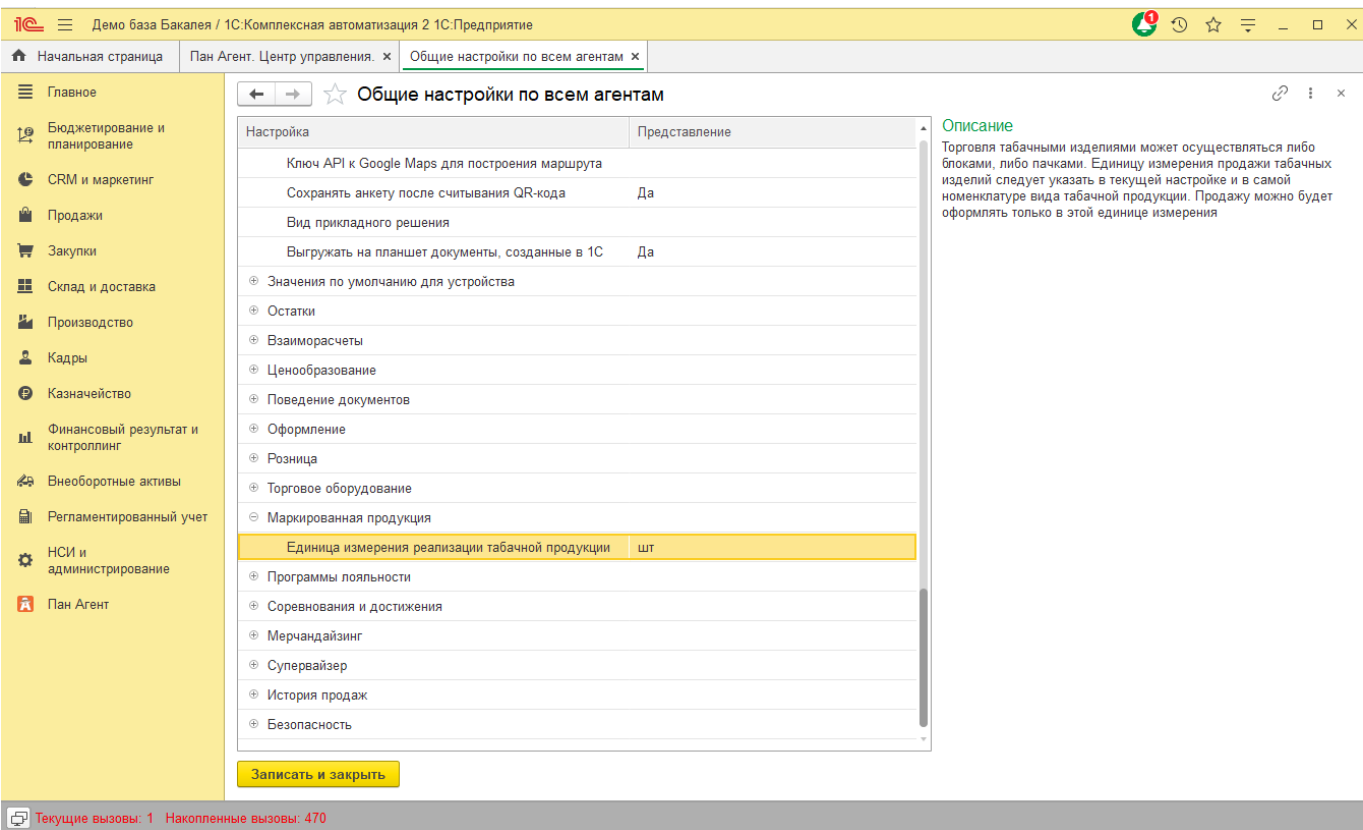 1С Демо база Бакалея / 1С:Комплексная автоматизация 2 1С:Предприятие 1
Начальная страница Пан Агент. Центр управления. × Общие настройки по всем агентам ×
Главное
Бюджетирование и
планирование
CRM и маркетинг
Продажи
Закупки
Склад и доставка
Производство
Кадры
Казначейство
Финансовый результат и
контроллинг
Внеоборотные активы
Регламентированный учет
НСИ и
администрирование
Пан Агент
Общие настройки по всем агентам
Настройка Представление
Ключ API к Google Maps для построения маршрута
Сохранять анкету после считывания QR-кода Да
Вид прикладного решения
Выгружать на планшет документы, созданные в 1С Да
Значения по умолчанию для устройства
Остатки
Взаиморасчеты
Ценообразование
Поведение документов
Оформление
Розница
Торговое оборудование
Маркированная продукция
Единица измерения реализации табачной продукции шт
Программы лояльности
Соревнования и достижения
Мерчандайзинг
Супервайзер
История продаж
Безопасность
Описание
Торговля табачными изделиями может осуществляться либо
блоками, либо пачками. Единицу измерения продажи табачных
изделий следует указать в текущей настройке и в самой
номенклатуре вида табачной продукции. Продажу можно будет
оформлять только в этой единице измерения
Записать и закрыть
Текущие вызовы: 1 Накопленные вызовы: 470